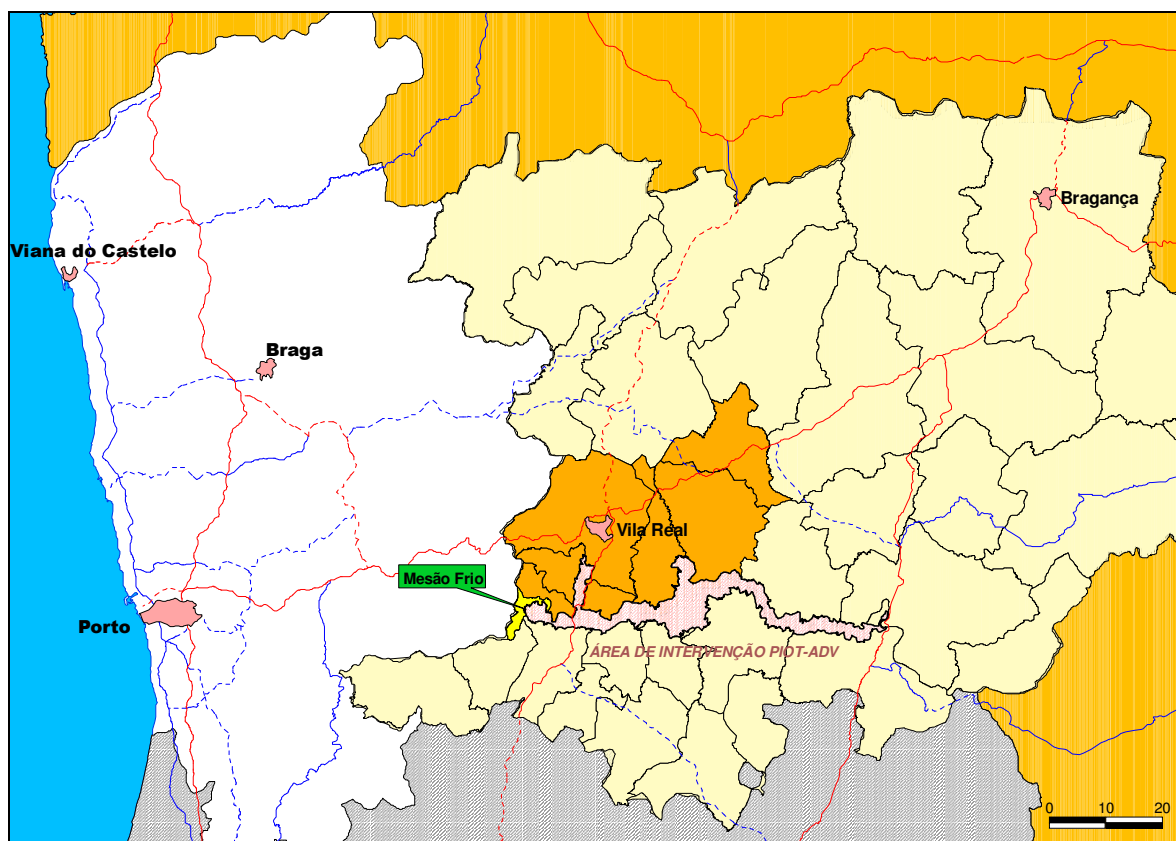 Bragança
Viana do Castelo
Braga
Vila Real
Mesão Frio
Porto
ÁREA DE INTERVENÇÃO PIOT-ADV
0 10 20